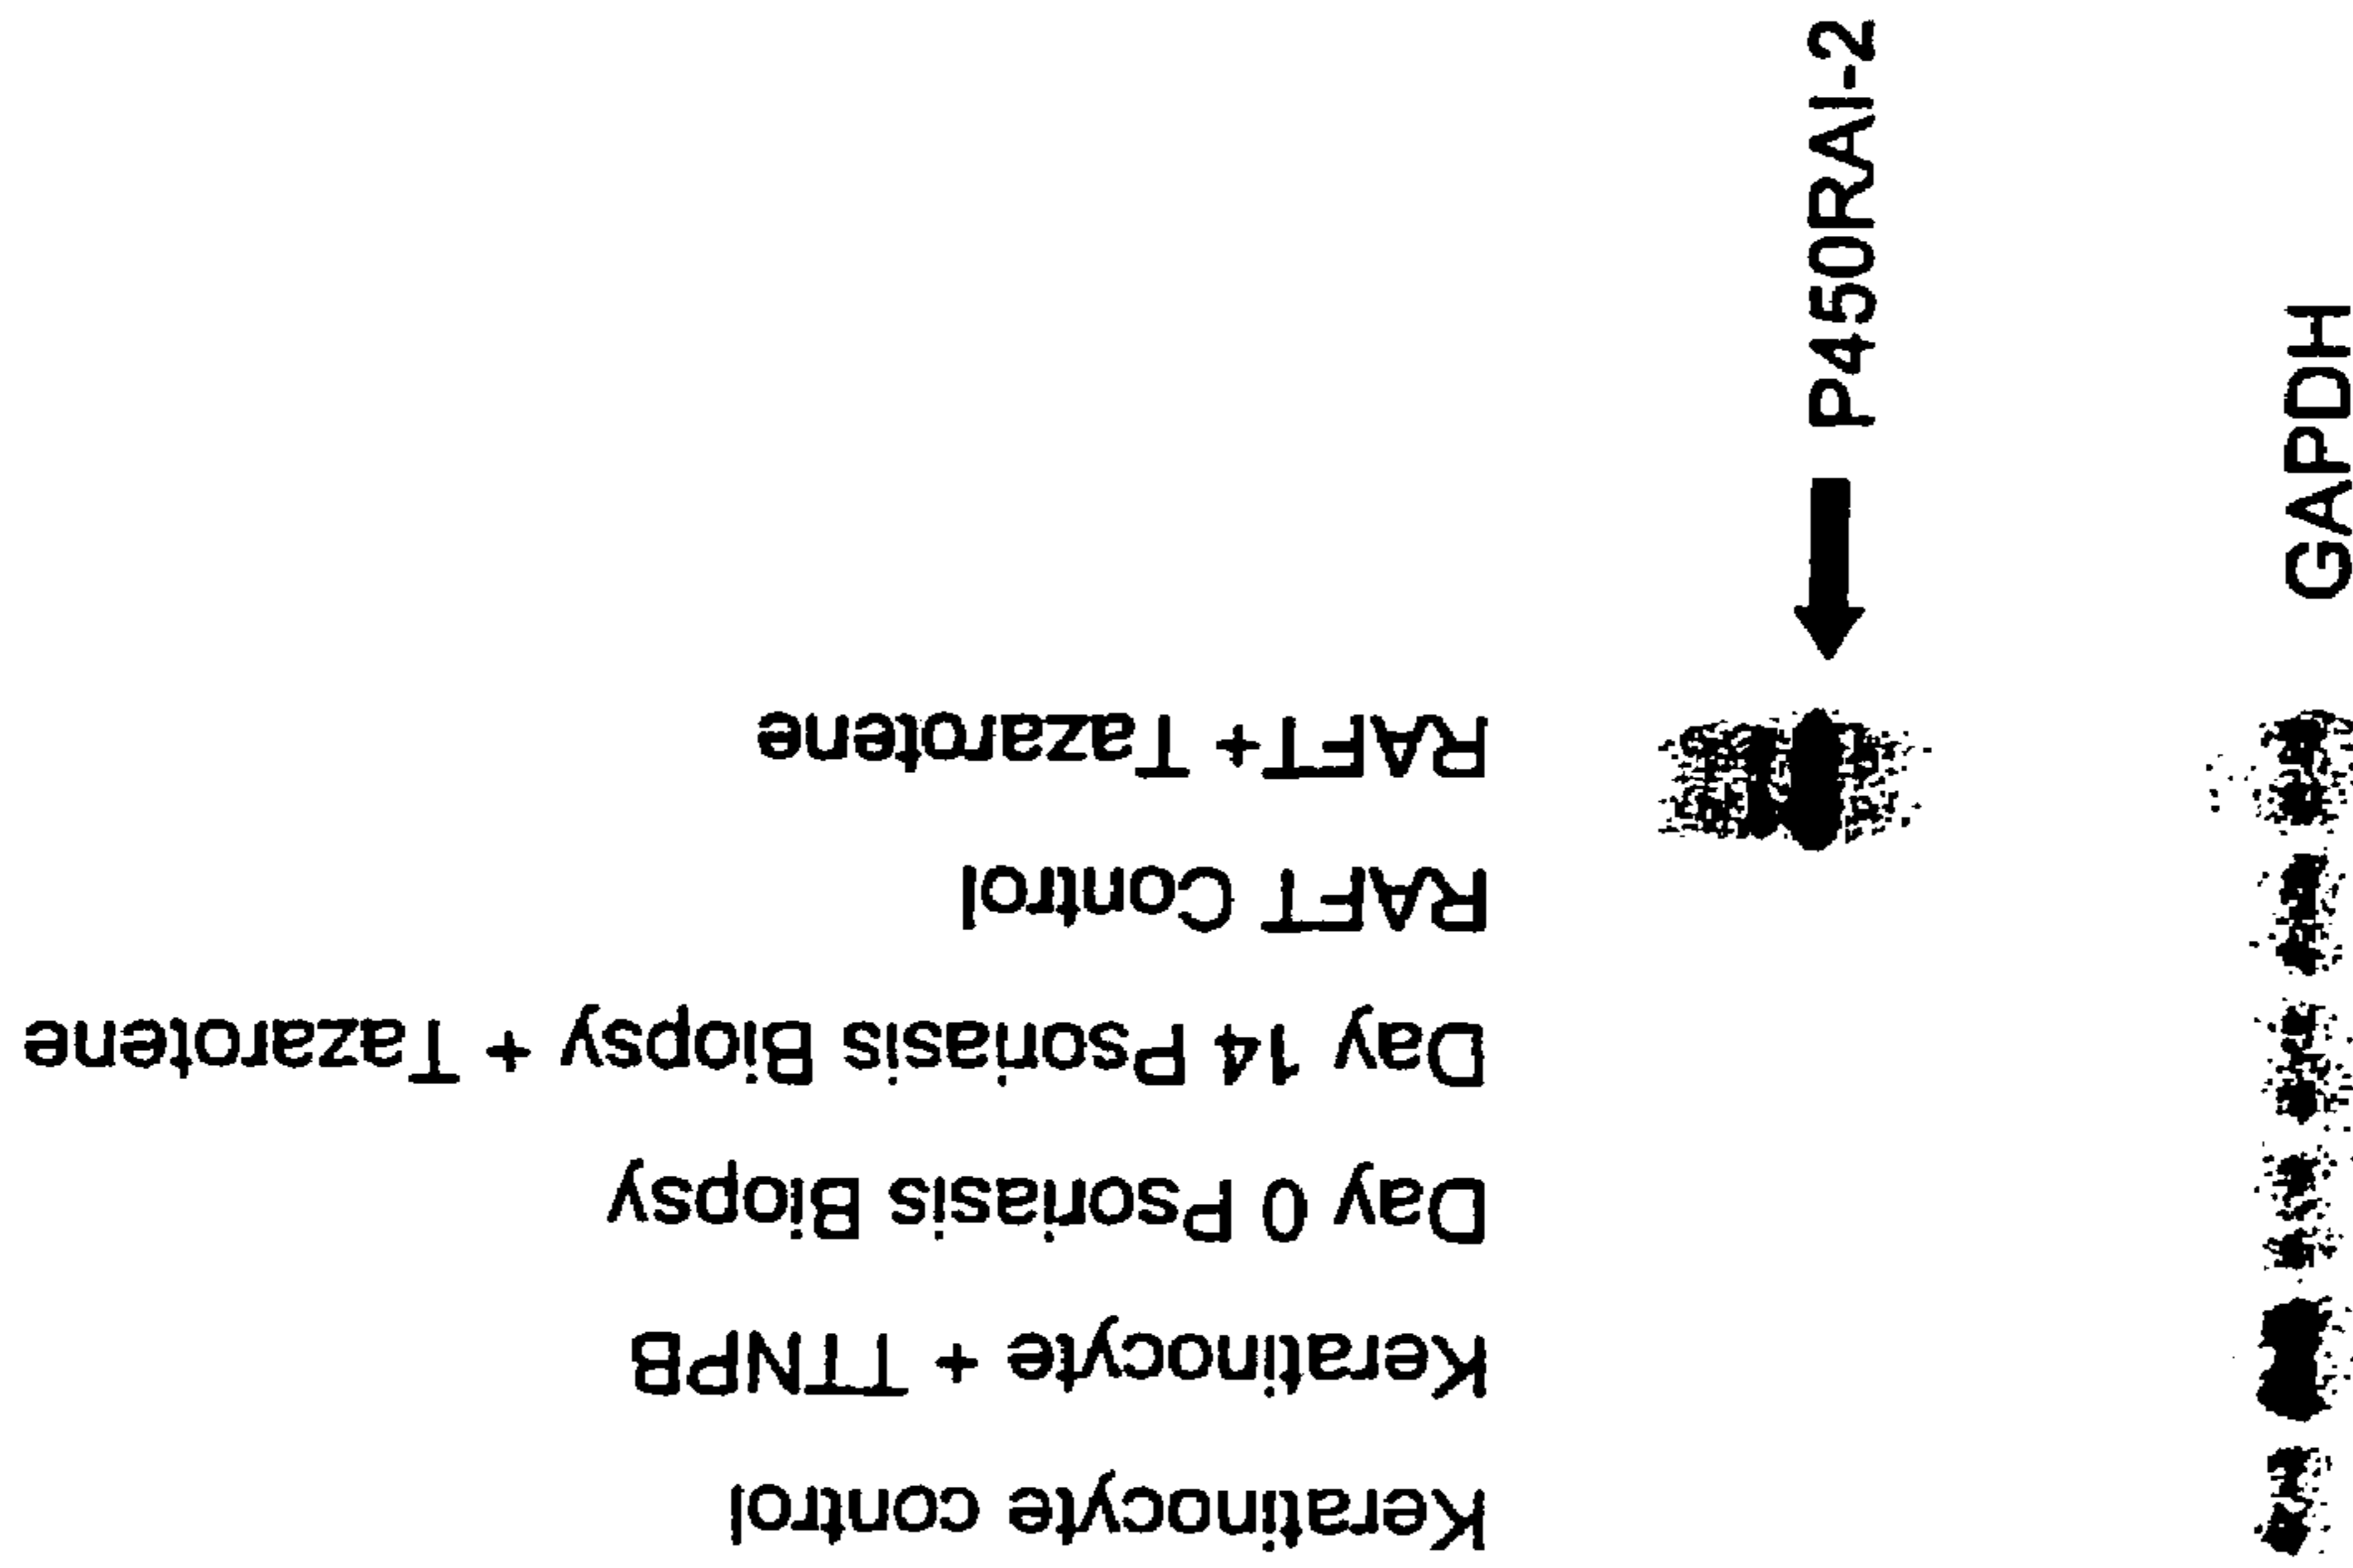 Keratinocyte control
Keratinocyte + TTNPB
Day 0 Psoriasis Biopsy
Day 14 Psoriasis Biopsy + Tazarotene
RAFT Control
RAFT+ Tazarotene
P450RAI-2
GAPDH